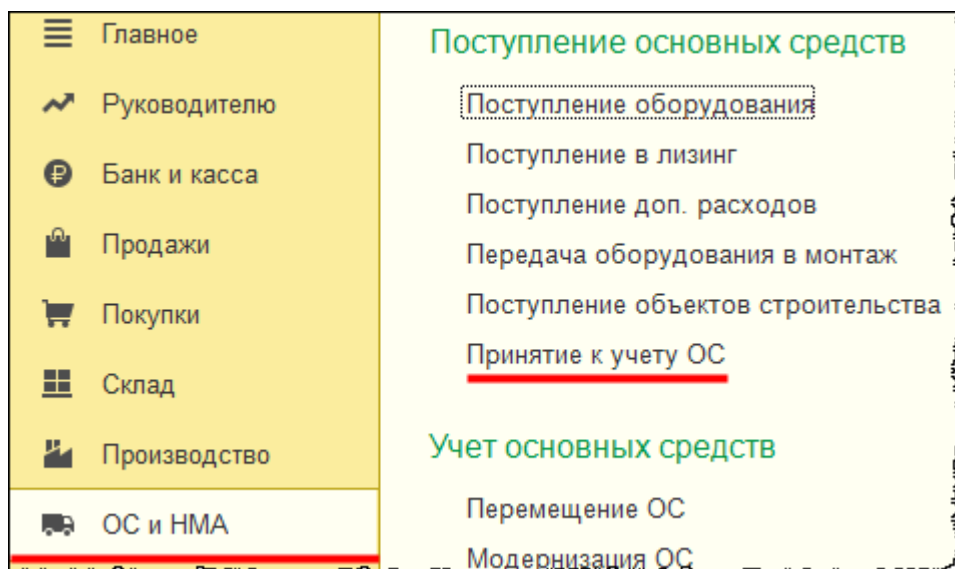 Главное
Руководителю
Банк и касса
Продажи
Покупки
Склад
Производство
ОС и НМА
Поступление основных средств
Поступление оборудования
Поступление в лизинг
Поступление доп. расходов
Передача оборудования в монтаж
Поступление объектов строительства
Принятие к учету ОС
Учет основных средств
Перемещение ОС
Модернизация ОС